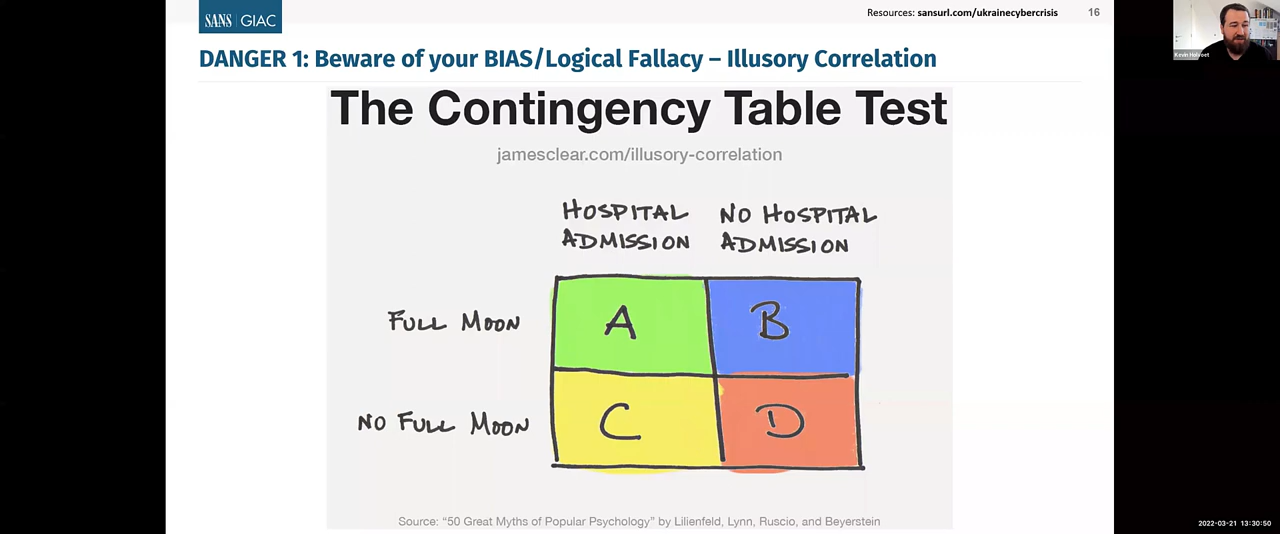 SANS | GIAC
Resources: sansurl.com/ukrainecybercrisis 16
DANGER 1: Beware of your BIAS/Logical Fallacy – Illusory Correlation
The Contingency Table Test
jamesclear.com/illusory-correlation
HOSPITAL ADMISSION
NO HOSPITAL ADMISSION
FULL MOON
A
B
NO FULL MOON
C
D
Source: “50 Great Myths of Popular Psychology” by Lilienfeld, Lynn, Ruscio, and Beyerstein
Kevin
2022-03-21 13:30:50